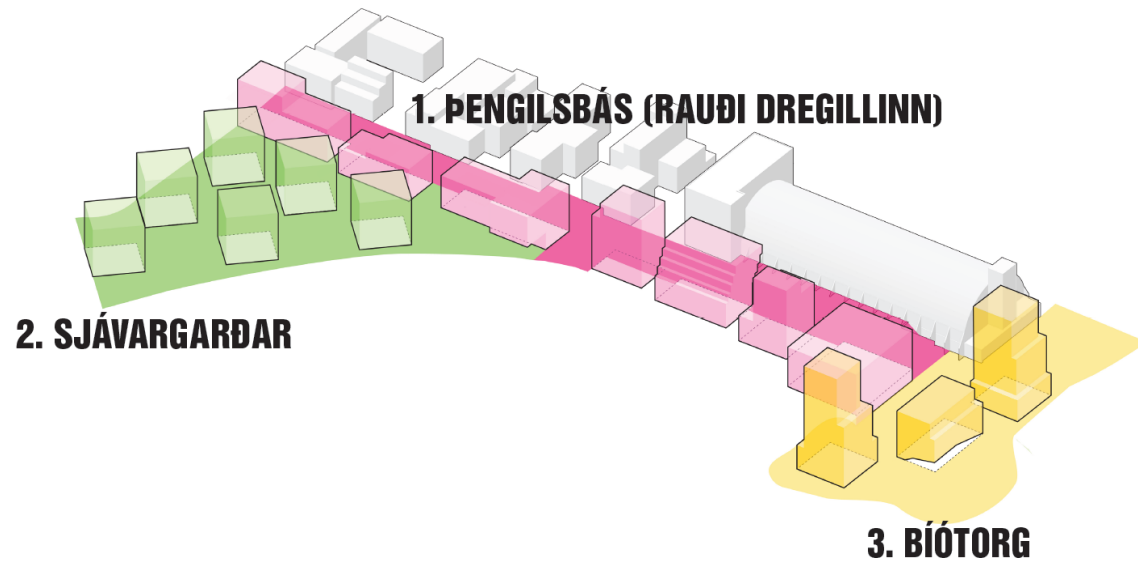 1. ÞENGILSBÁS (RAUÐI DREGILLINN)
2. SJÁVARGARÐAR
3. BÍÓTORG